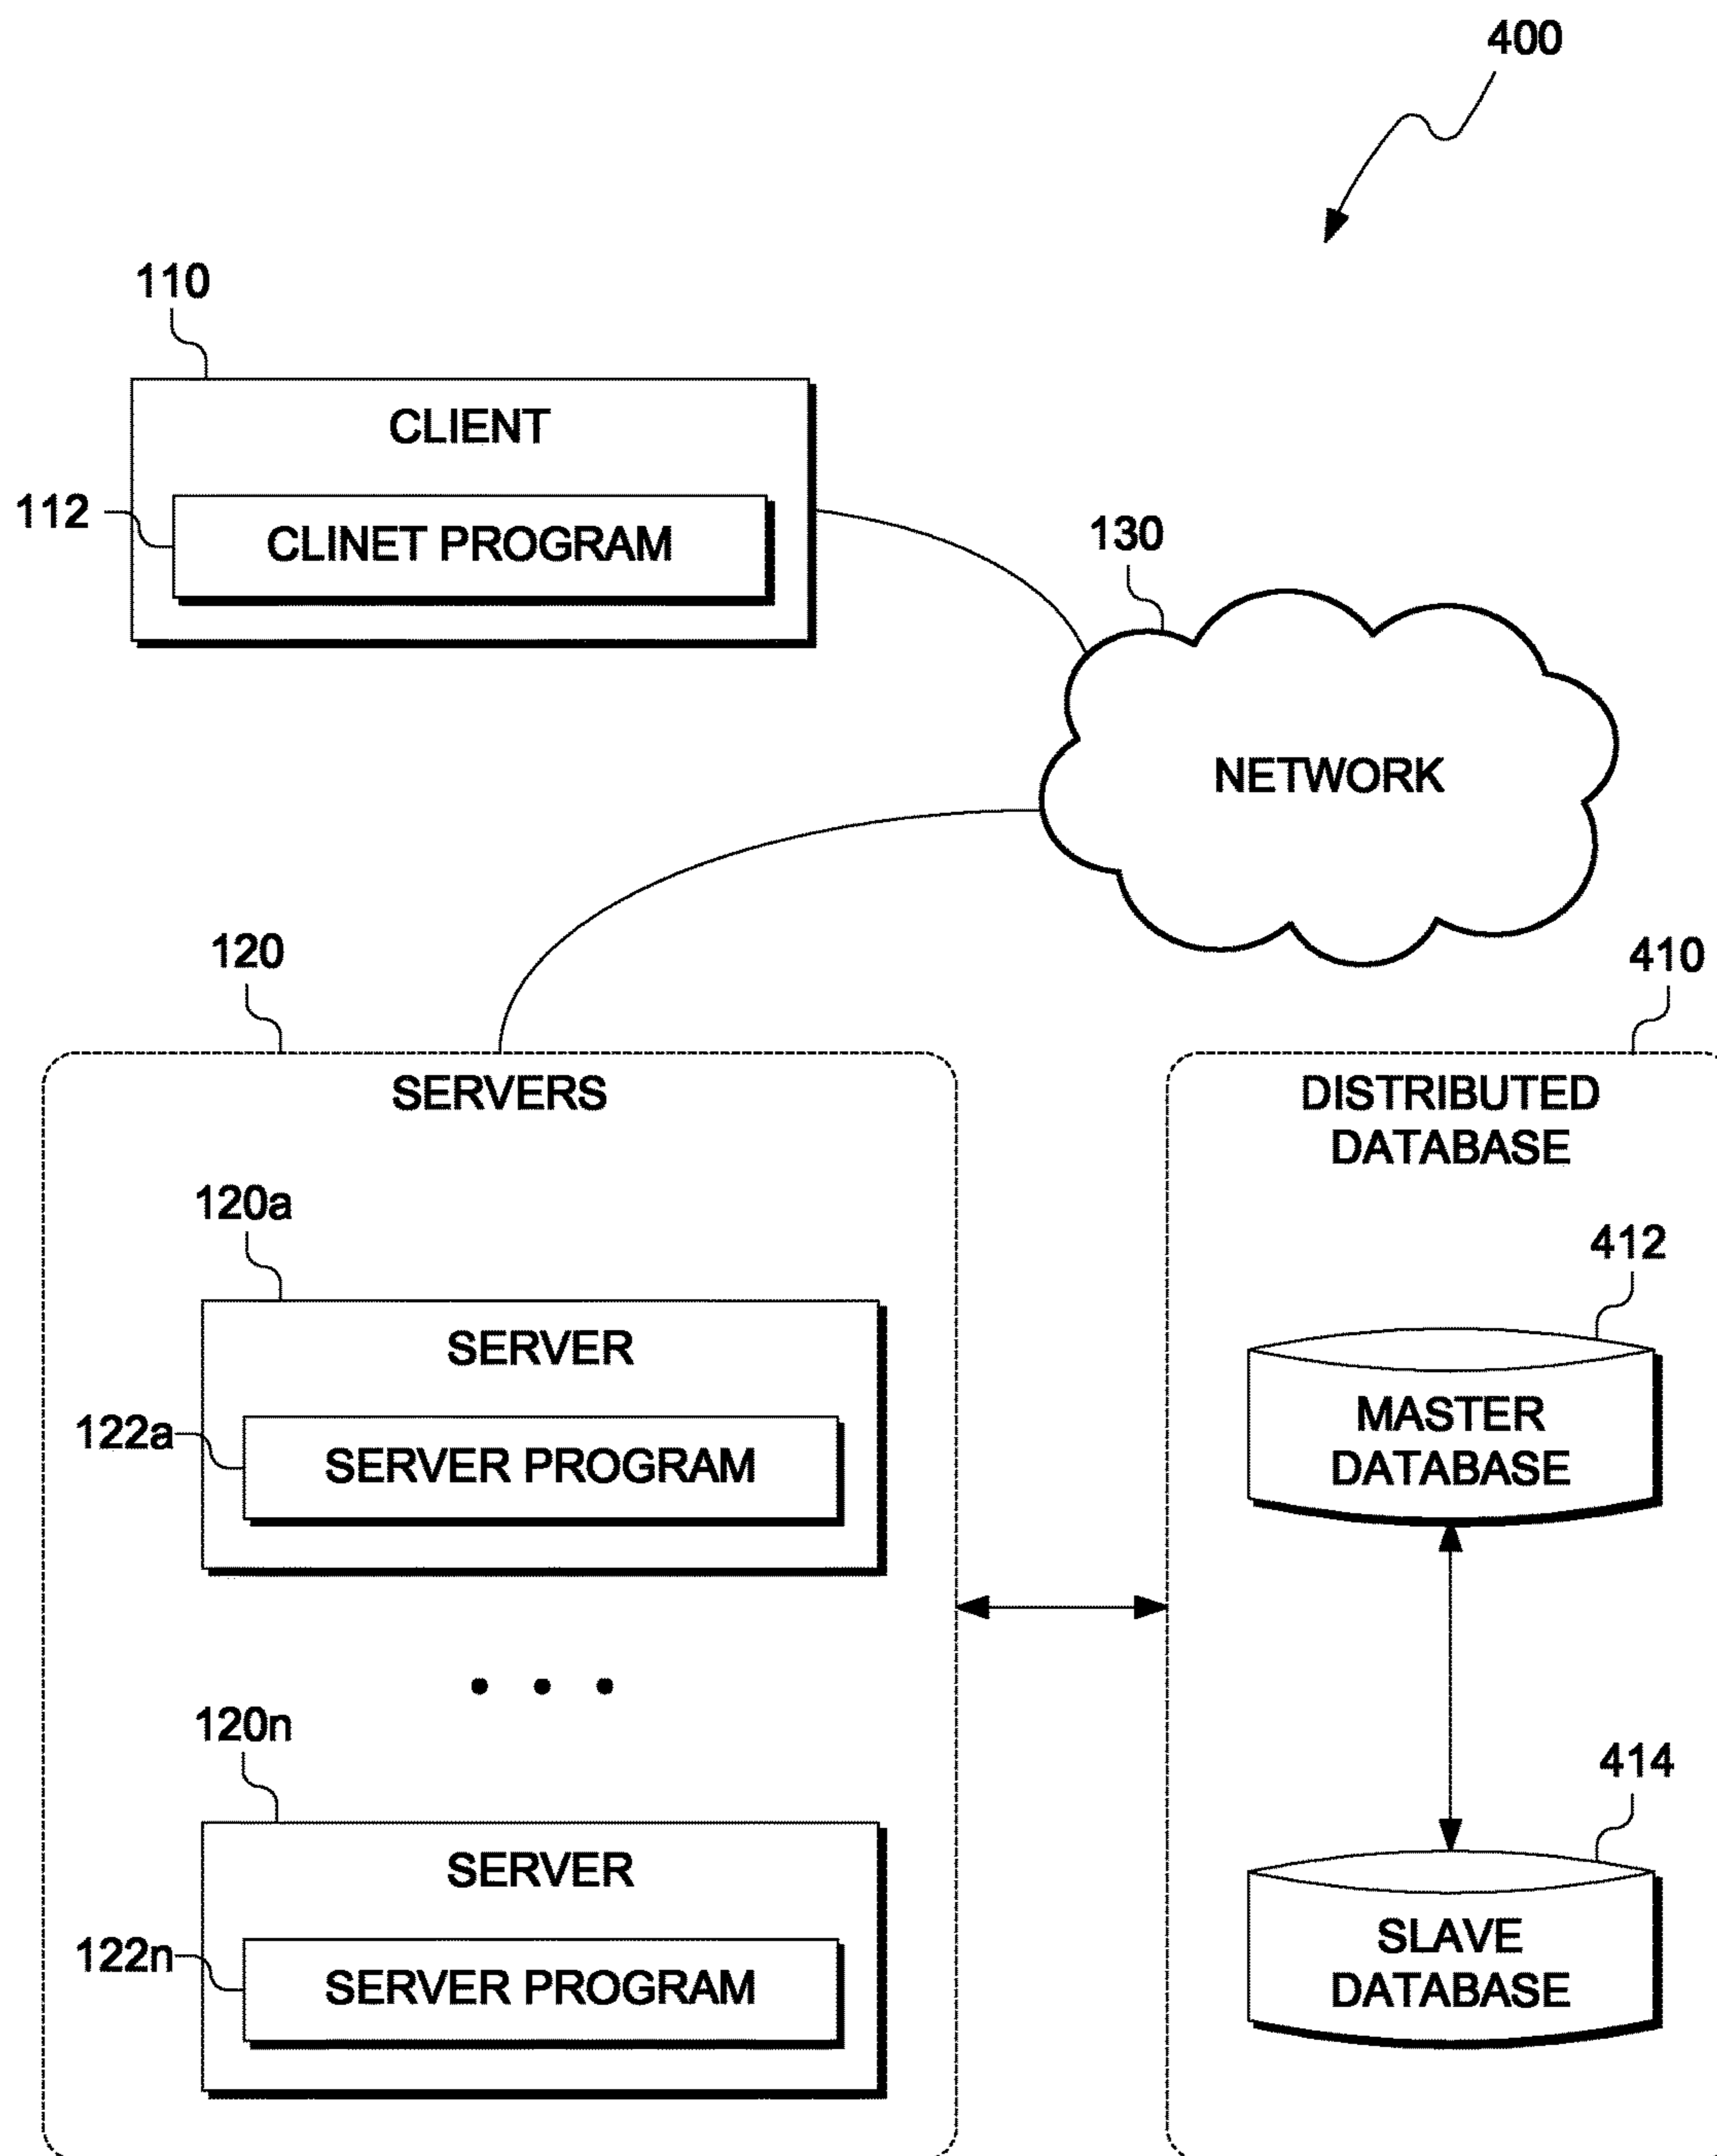 400
110
CLIENT
112
CLINET PROGRAM
130
NETWORK
120
410
SERVERS
DISTRIBUTED
DATABASE
120a
412
SERVER
122a
SERVER PROGRAM
MASTER
DATABASE
120n
414
SERVER
122n
SERVER PROGRAM
SLAVE
DATABASE